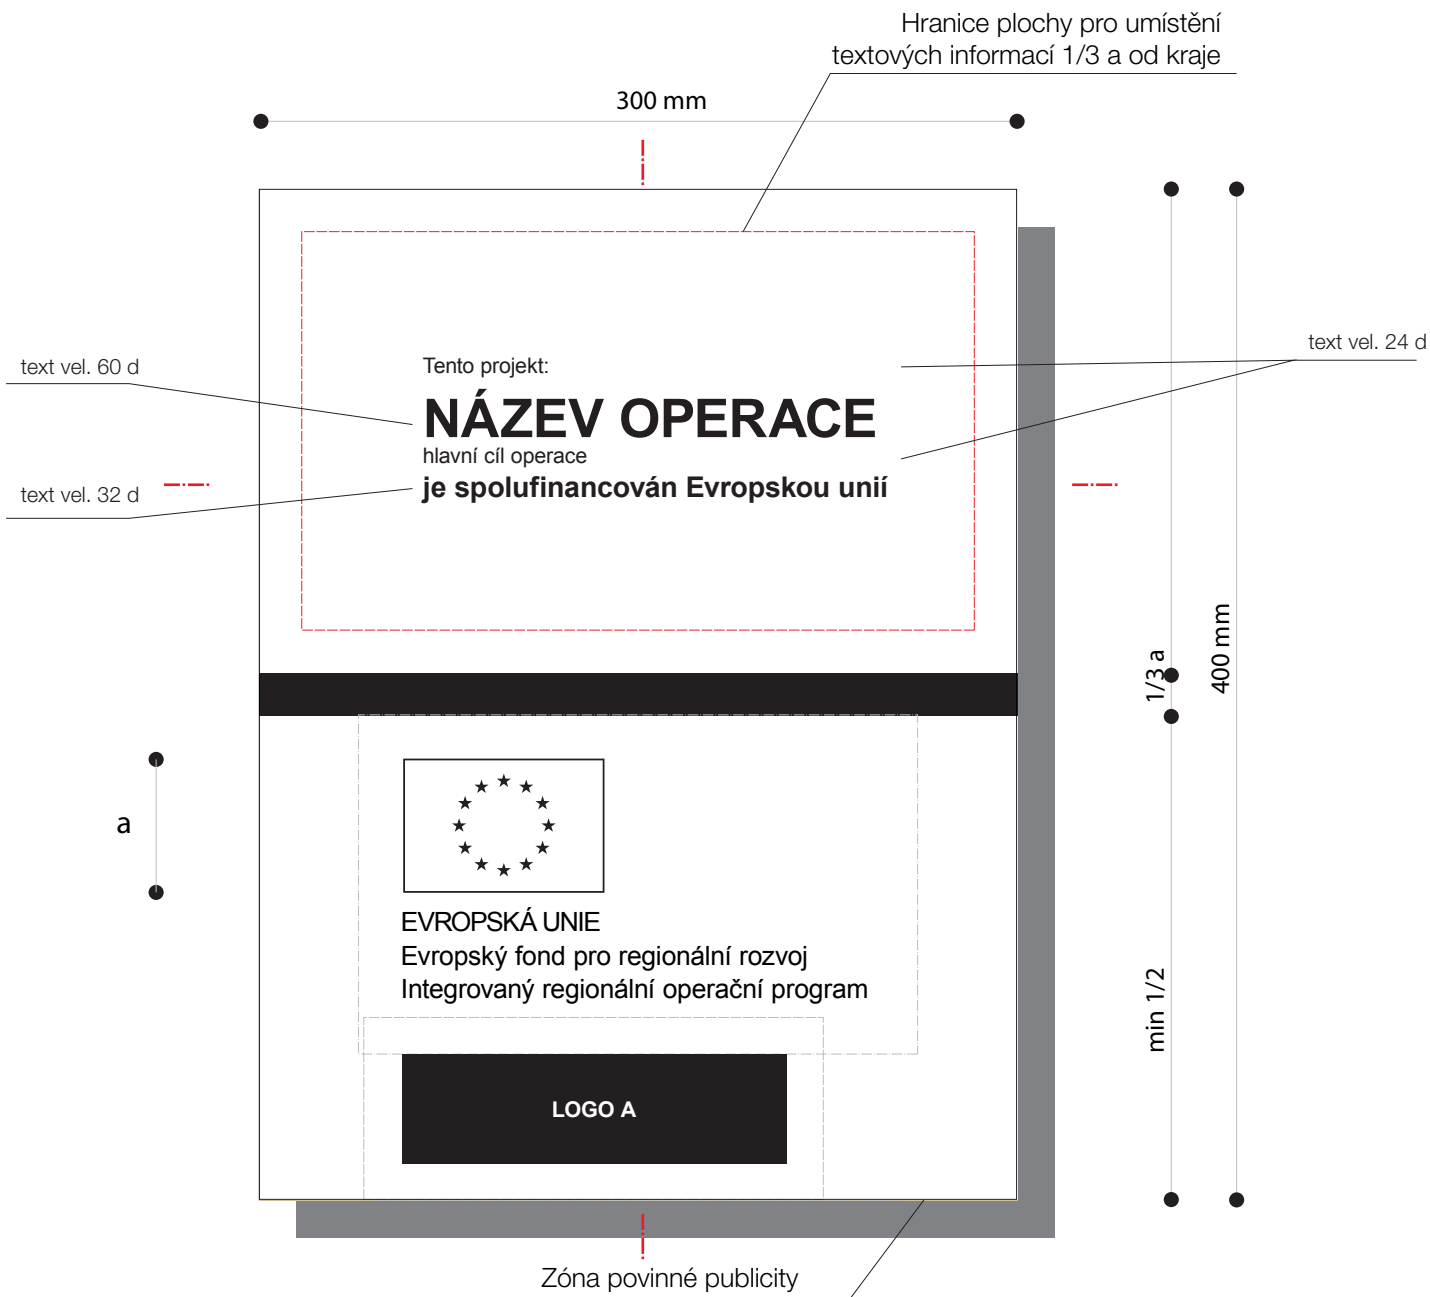 Hranice plochy pro umístění
textových informací 1/3 a od kraje
300 mm
text vel. 60 d
text vel. 32 d
text vel. 24 d
Tento projekt:
NÁZEV OPERACE
hlavní cíl operace
je spolufinancován Evropskou unií
1/3 a
400 mm
a
EVROPSKÁ UNIE
Evropský fond pro regionální rozvoj
Integrovaný regionální operační program
min 1/2
LOGO A
Zóna povinné publicity